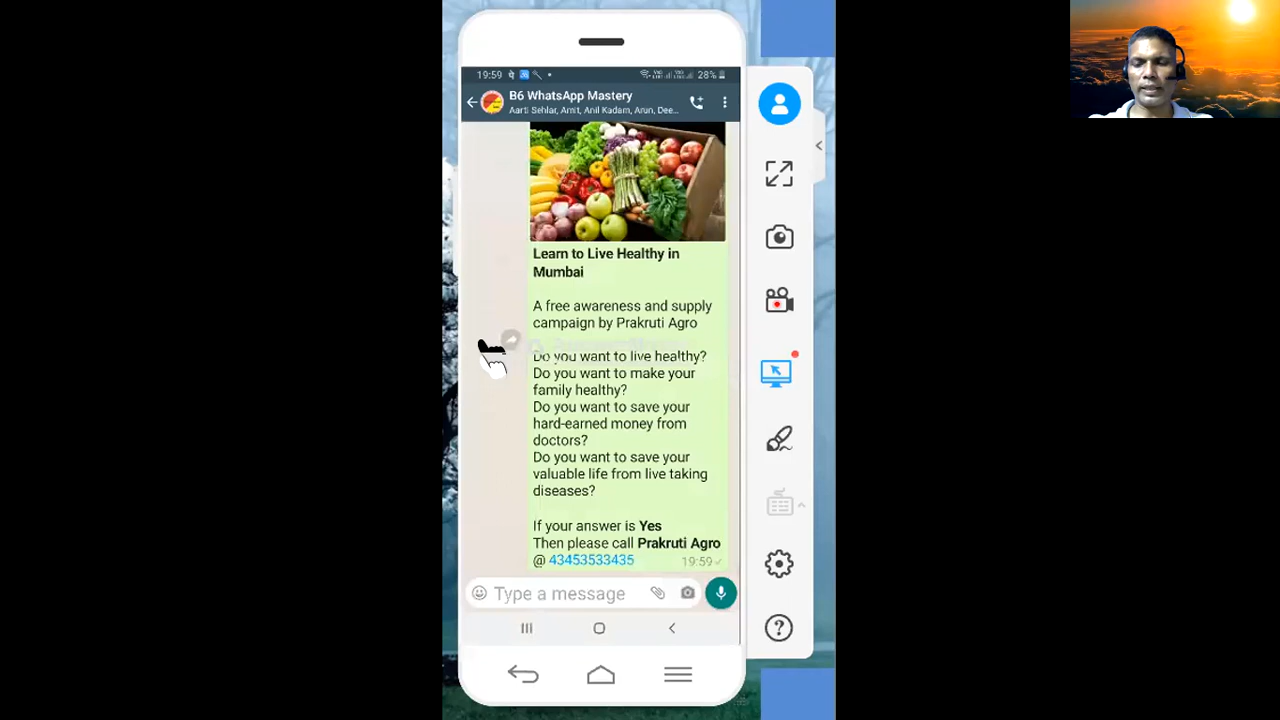 19:59
28%
B6 WhatsApp Mastery
Aarti Sehlar, Amit, Anil Kadam, Arun, Dee...
Learn to Live Healthy in
Mumbai
A free awareness and supply
campaign by Prakruti Agro
Do you want to live healthy?
Do you want to make your
family healthy?
Do you want to save your
hard-earned money from
doctors?
Do you want to save your
valuable life from live taking
diseases?
If your answer is Yes
Then please call Prakruti Agro
@ 43453533435
19:59
Type a message